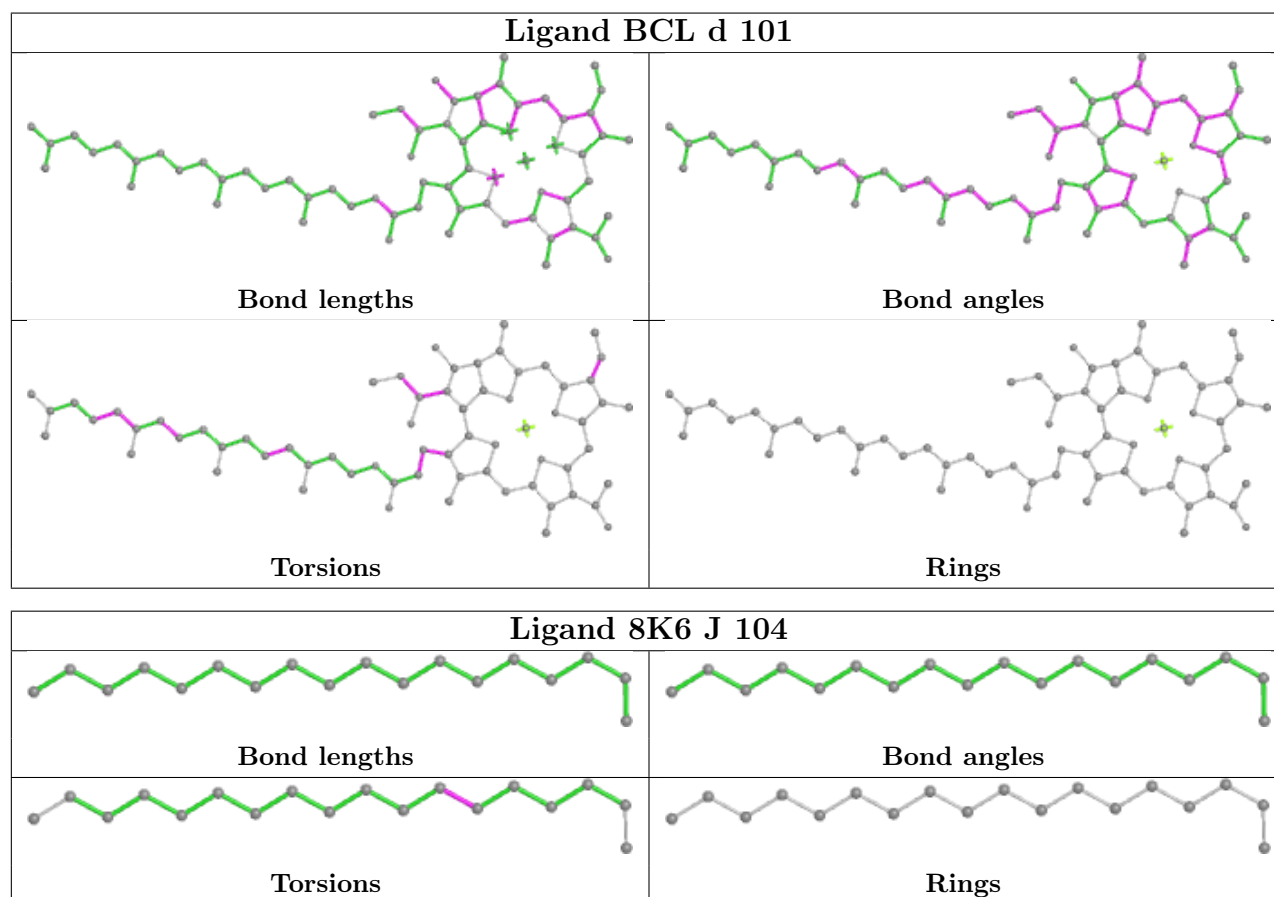 Ligand BCL d 101
Bond lengths
Bond angles
Torsions
Rings
Ligand 8K6 J 104
Bond lengths
Bond angles
Torsions
Rings